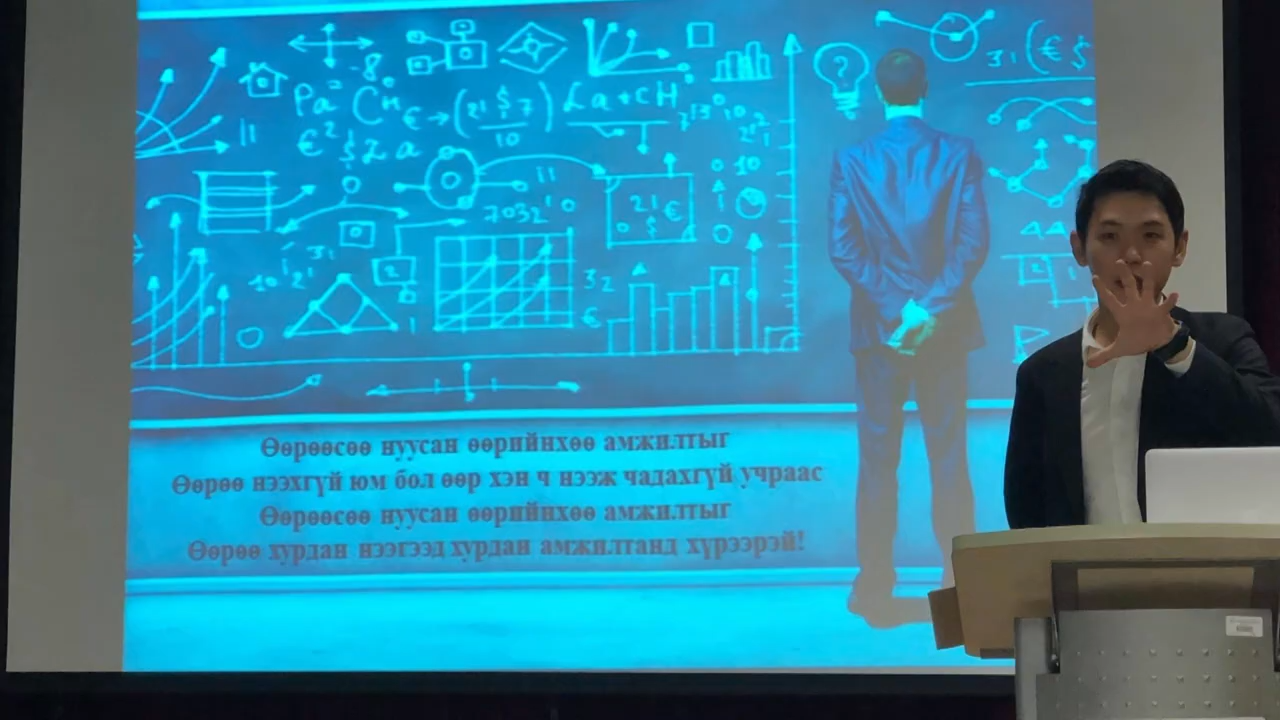 Өөрөөсөө нуусан өөрийнхөө амжилтыг
Өөрөө нээхгүй юм бол өөр хэн ч нээж чадахгүй учраас
Өөрөөсөө нуусан өөрийнхөө амжилтыг
Өөрөө хурдан нээгээд хурдан амжилтанд хүрээрэй!